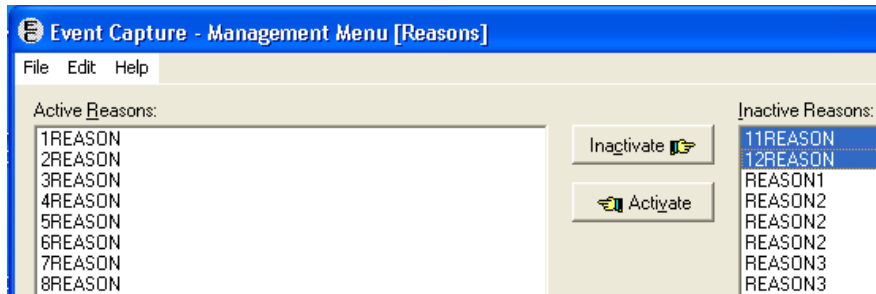 Event Capture - Management Menu [Reasons]
File Edit Help
Active Reasons:
1REASON
2REASON
3REASON
4REASON
5REASON
6REASON
7REASON
8REASON
Inactivate
Activate
Inactive Reasons:
11REASON
12REASON
REASON1
REASON2
REASON2
REASON2
REASON3
REASON3